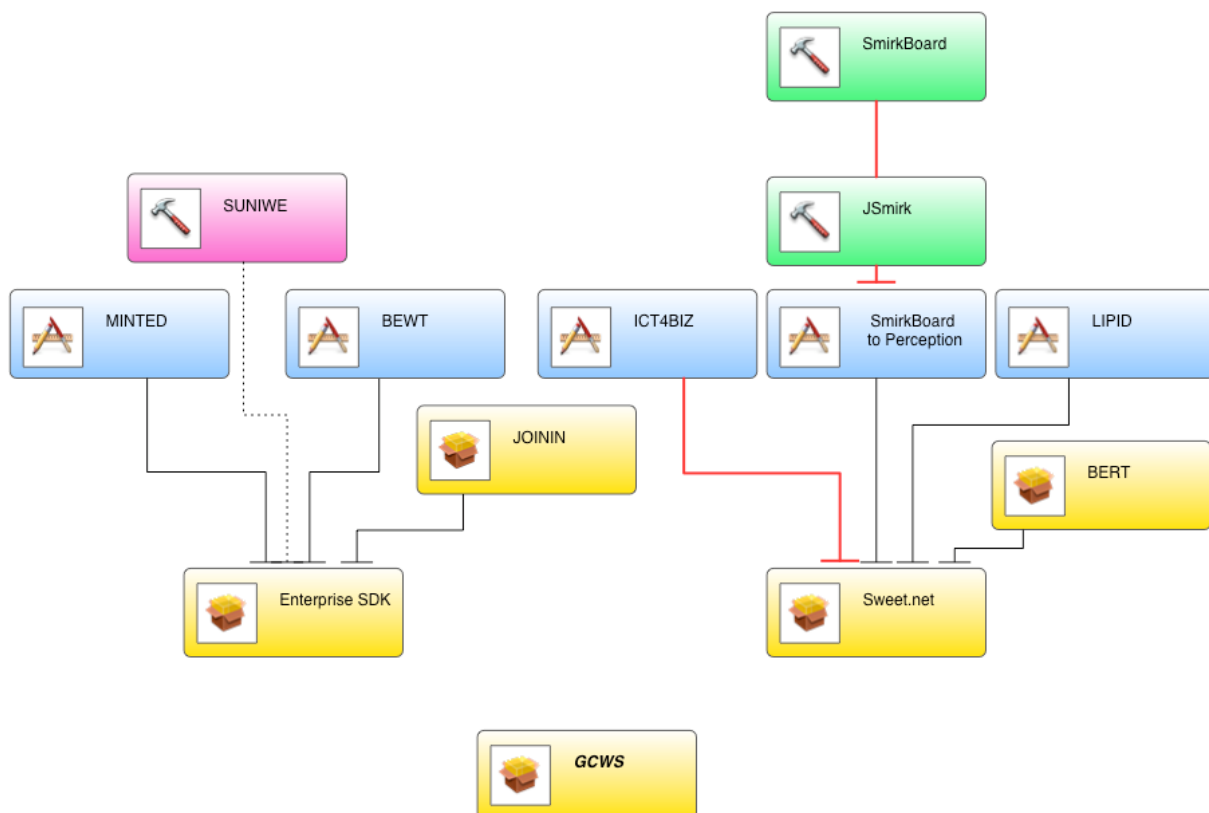 SmirkBoard
SUNIWE
JSmirk
MINTED
BEWT
ICT4BIZ
SmirkBoard
to Perception
LIPID
JOININ
BERT
Enterprise SDK
Sweet.net
GCWS